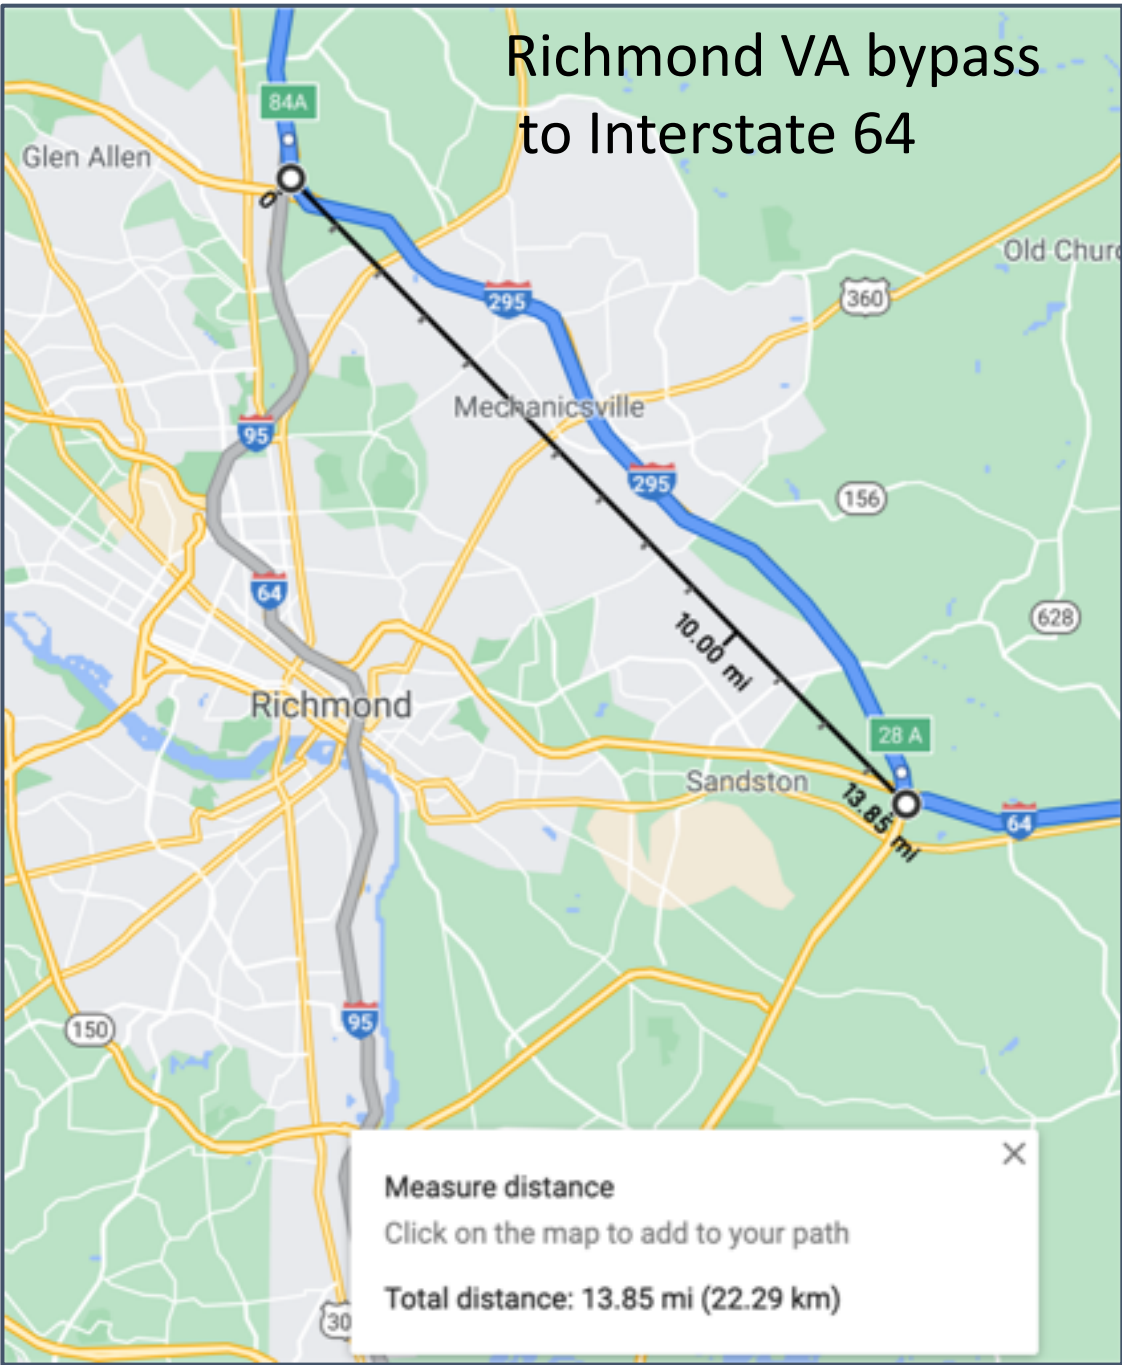 Richmond VA bypass
to Interstate 64
84A
Glen Allen
0
Old Churc
295
360
Mechanicsville
95
295
156
64
10.00 mi
628
Richmond
28 A
Sandston
13.85 mi
64
95
150
Measure distance
Click on the map to add to your path
Total distance: 13.85 mi (22.29 km)
30